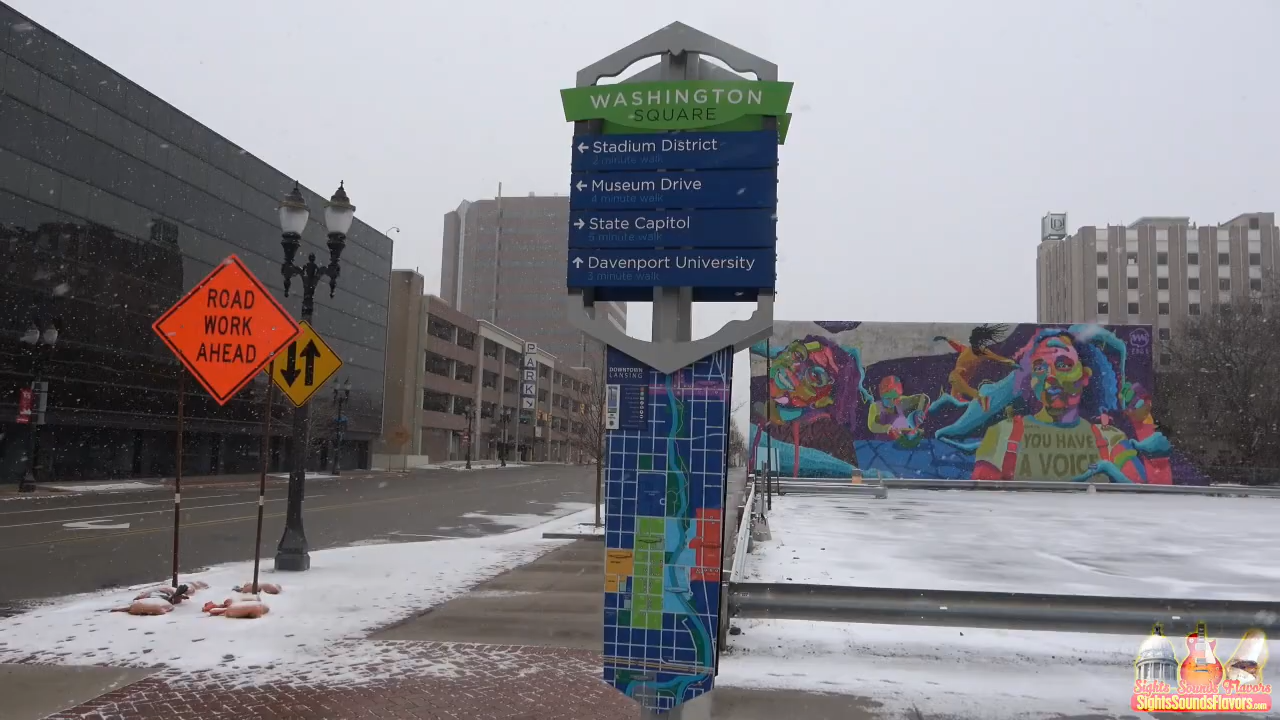 WASHINGTON
SQUARE
← Stadium District
2 minute walk
← Museum Drive
4 minute walk
→ State Capitol
5 minute walk
↑ Davenport University
3 minute walk
ROAD
WORK
AHEAD
PARK
DOWNTOWN
LANSING
YOU HAVE
A VOICE
Sights Sounds Flavors
SightsSoundsFlavors.com